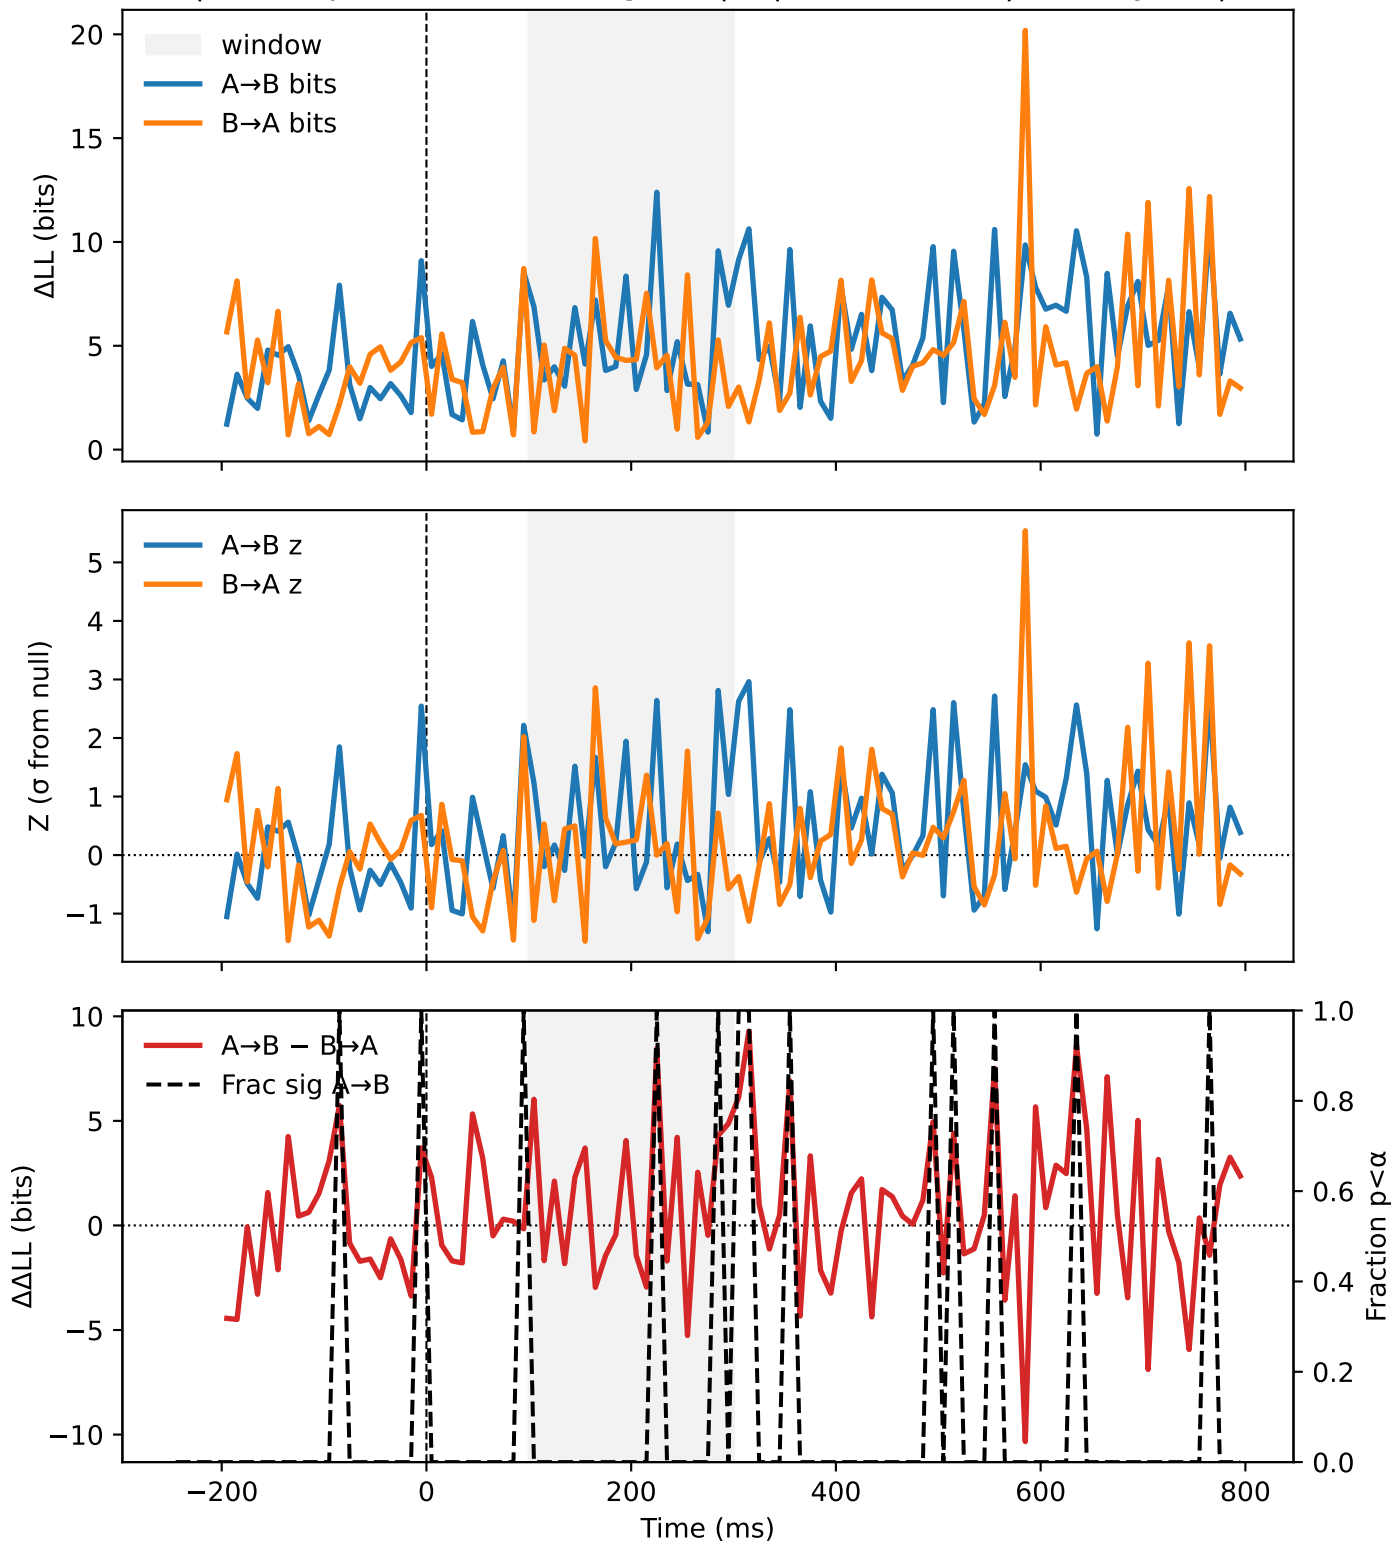 20
15
10
5
0
ΔLL (bits)
window
A→B bits
B→A bits
5
4
3
2
1
0
−1
Z (σ from null)
A→B z
B→A z
10
5
0
−5
−10
ΔΔLL (bits)
A→B − B→A
Frac sig A→B
1.0
0.8
0.6
0.4
0.2
0.0
Fraction p<α
−200 0 200 400 600 800
Time (ms)